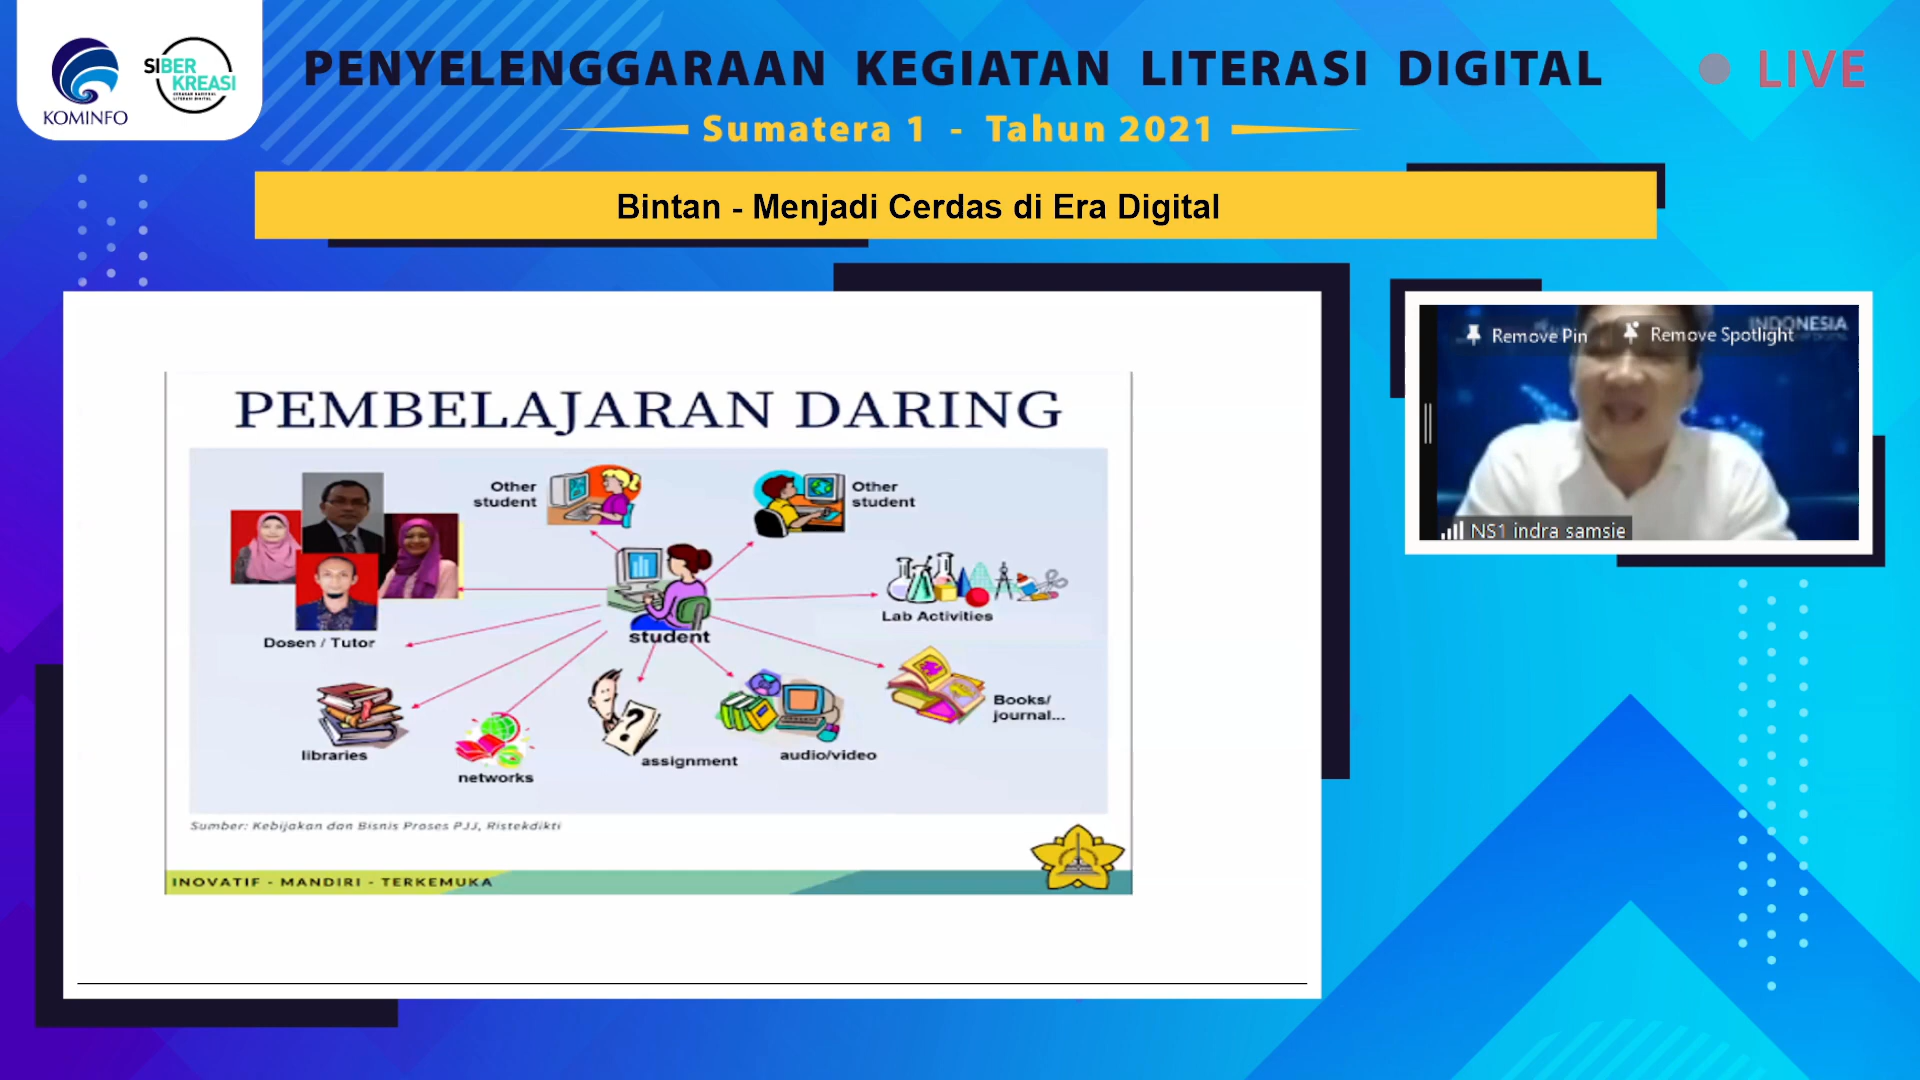 KOMINFO
SIBER
KREASI
PENYELENGGARAAN KEGIATAN LITERASI DIGITAL
LIVE
Sumatera 1 - Tahun 2021
Bintan - Menjadi Cerdas di Era Digital
PEMBELAJARAN DARING
Other
student
Other
student
student
Lab Activities
Dosen / Tutor
Books/
journal...
libraries
networks
assignment
audio/video
Sumber: Kebijakan dan Bisnis Proses PJJ, Ristekdikti
INOVATIF - MANDIRI - TERKEMUKA
Remove Pin
Remove Spotlight
INDONESIA
NS1 indra samsie